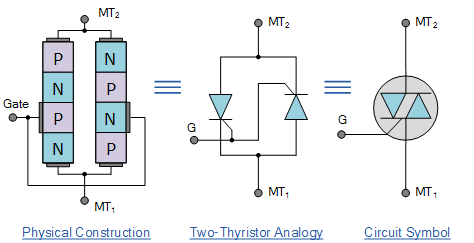 MT2 MT2 MT2
P N
N P
Gate P N G
N P G
MT1 MT1 MT1
Physical Construction Two-Thyristor Analogy Circuit Symbol